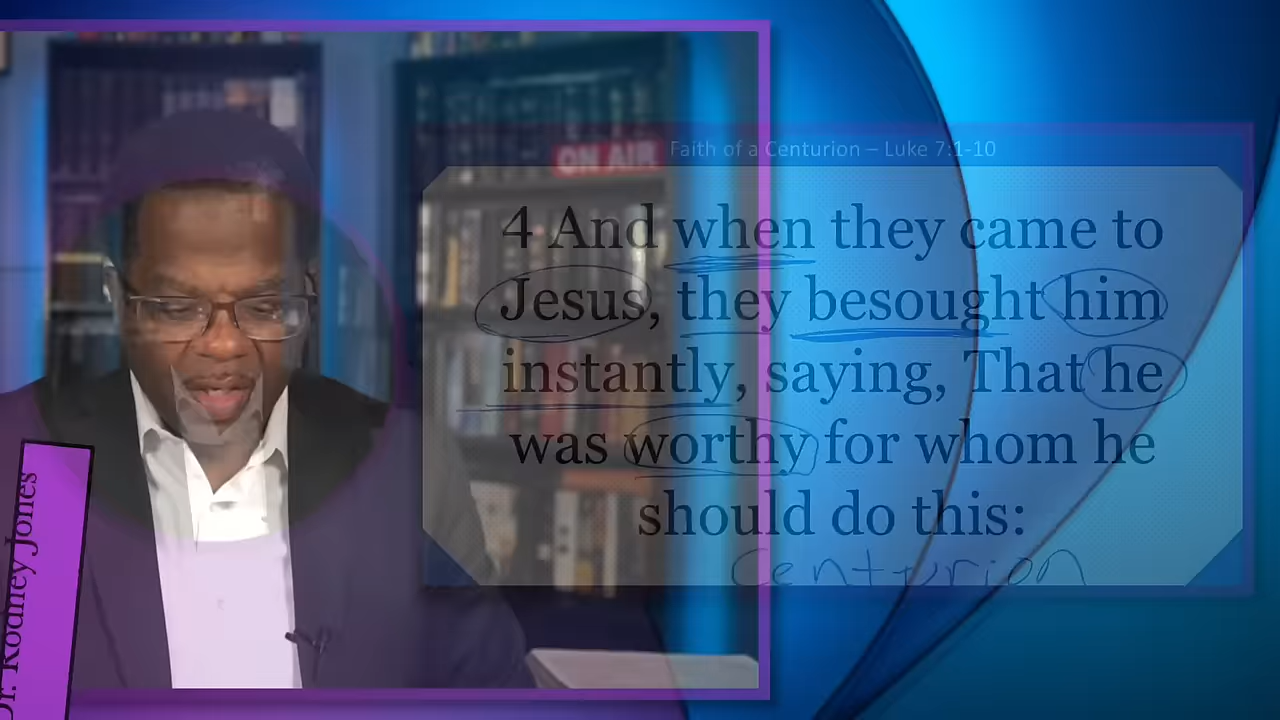 Dr. Rodney Jones
ON AIR
Faith of a Centurion – Luke 7:1-10
4 And when they came to
Jesus, they besought him
instantly, saying, That he
was worthy for whom he
should do this:
Centurion